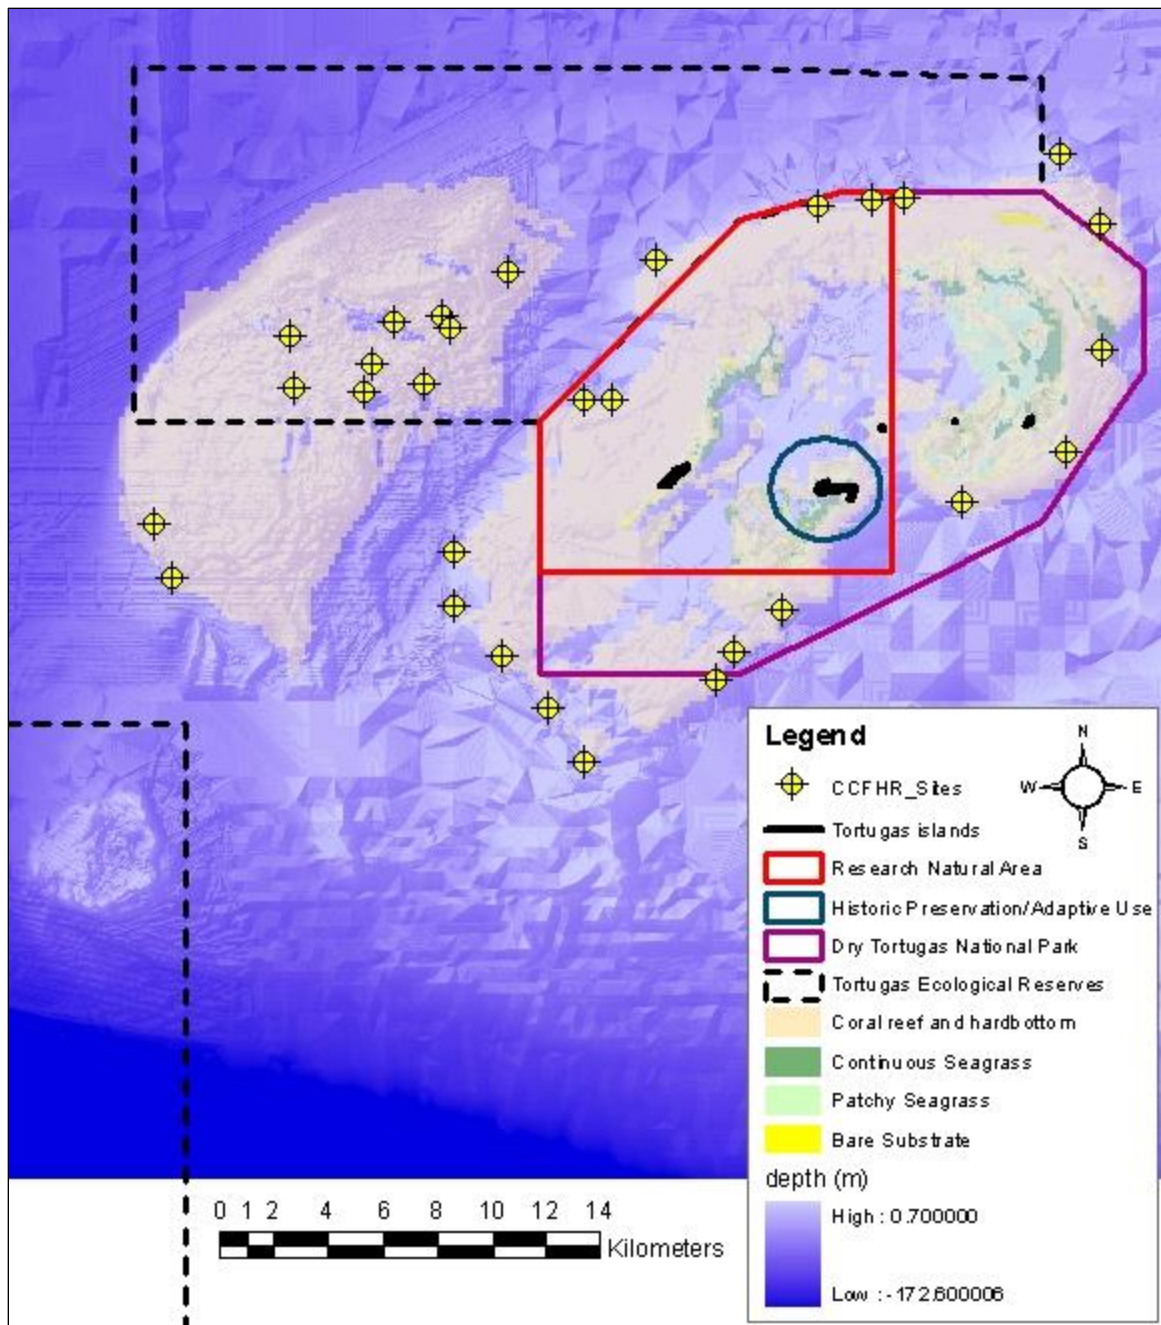 Legend
N
W E
S
CCFHR_Sites
Tortugas islands
Research Natural Area
Historic Preservation/Adaptive Use
Dry Tortugas National Park
Tortugas Ecological Reserves
Coral reef and hardbottom
Continuous Seagrass
Patchy Seagrass
Bare Substrate
depth (m)
High : 0.700000
Low : -172.600006
0 1 2 4 6 8 10 12 14
Kilometers